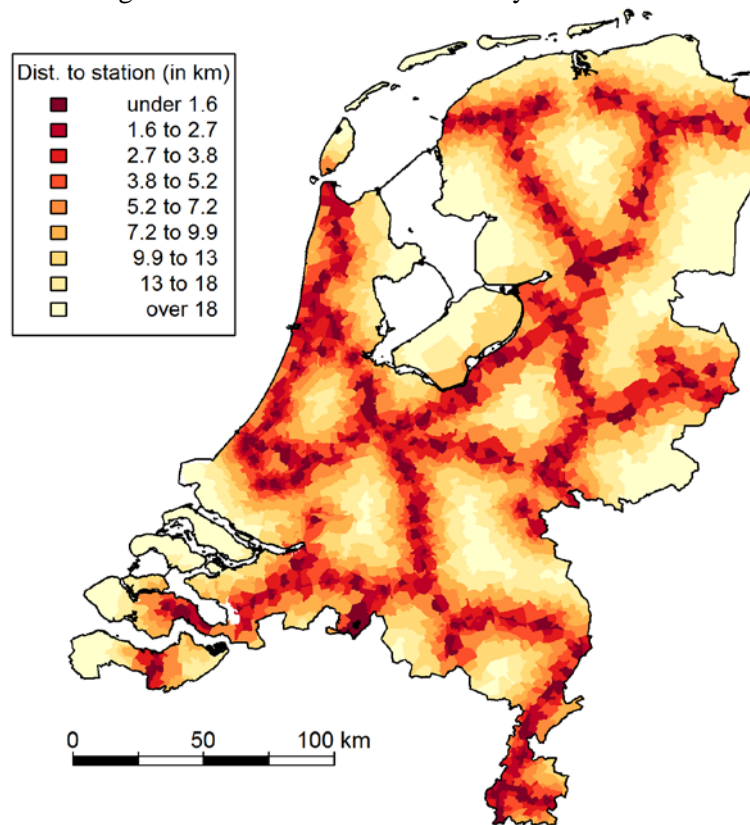 Dist. to station (in km)
under 1.6
1.6 to 2.7
2.7 to 3.8
3.8 to 5.2
5.2 to 7.2
7.2 to 9.9
9.9 to 13
13 to 18
over 18
0 50 100 km